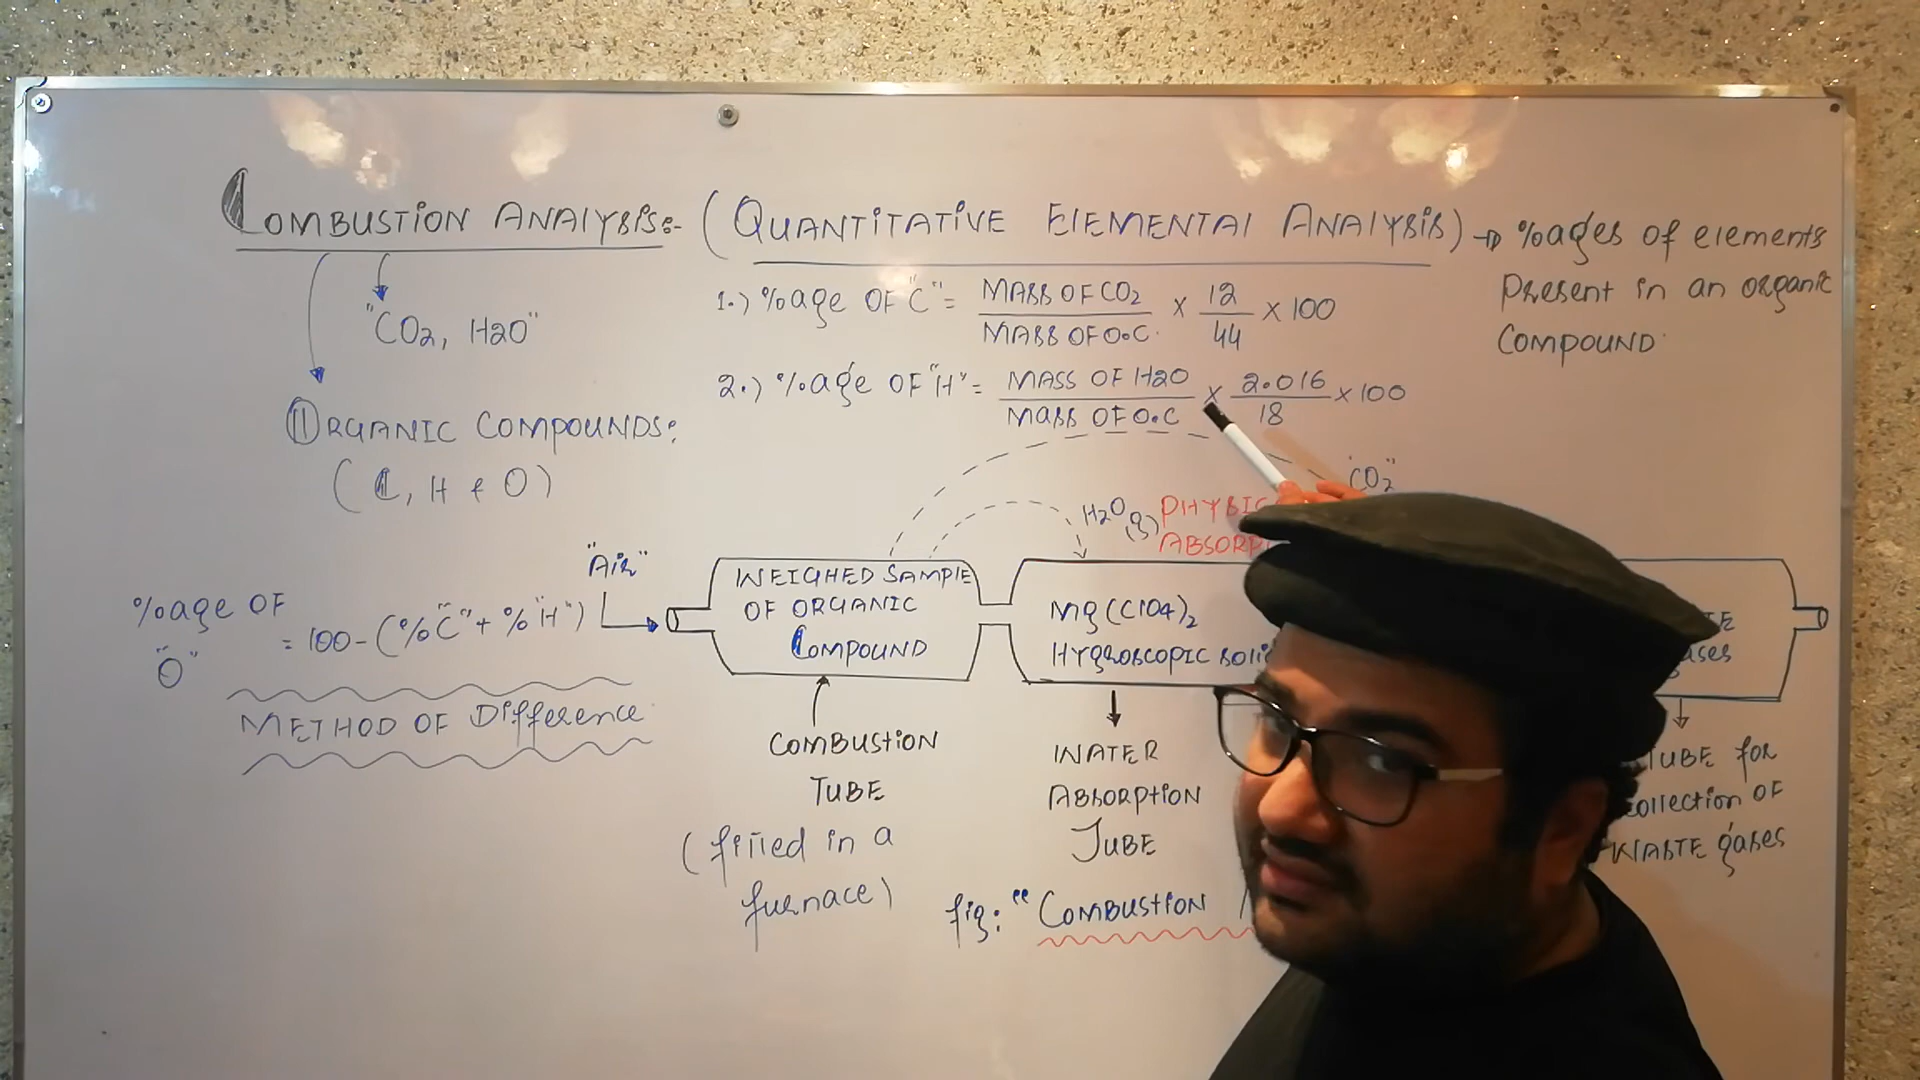 COMBUSTION ANALYSIS:- (QUANTITATIVE ELEMENTAL ANALYSIS) → %ages of elements
Present in an organic
Compound.
"CO2, H2O"
ORGANIC COMPOUNDS:
(C, H & O)
1.) %age OF "C" = MASS OF CO2 / MASS OF O.C. × 12 / 44 × 100
2.) %age OF "H" = MASS OF H2O / MASS OF O.C × 2.016 / 18 × 100
"CO2"
H2O(g) PHYSIC
ABSORP
"Air"
%age OF "O" = 100 - (% "C" + % "H")
METHOD OF Difference
WEIGHED SAMPLE
OF ORGANIC
COMPOUND
Mg(ClO4)2
HYgROSCOPIC SOli
ases
COMBUSTION
TUBE
(fitted in a
furnace)
WATER
ABSORPTION
TUBE
TUBE for
collection OF
WASTE gases
fig: "COMBUSTION